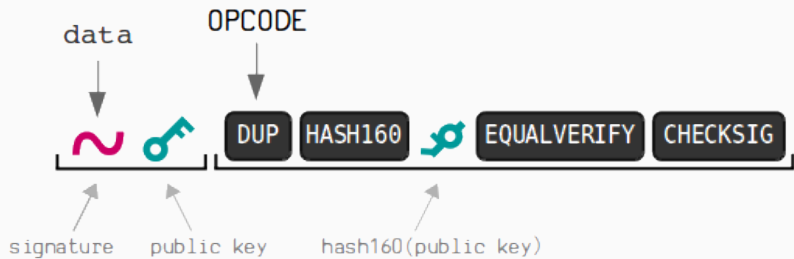 OPCODE
data
DUP HASH160 EQUALVERIFY CHECKSIG
signature public key hash160(public key)